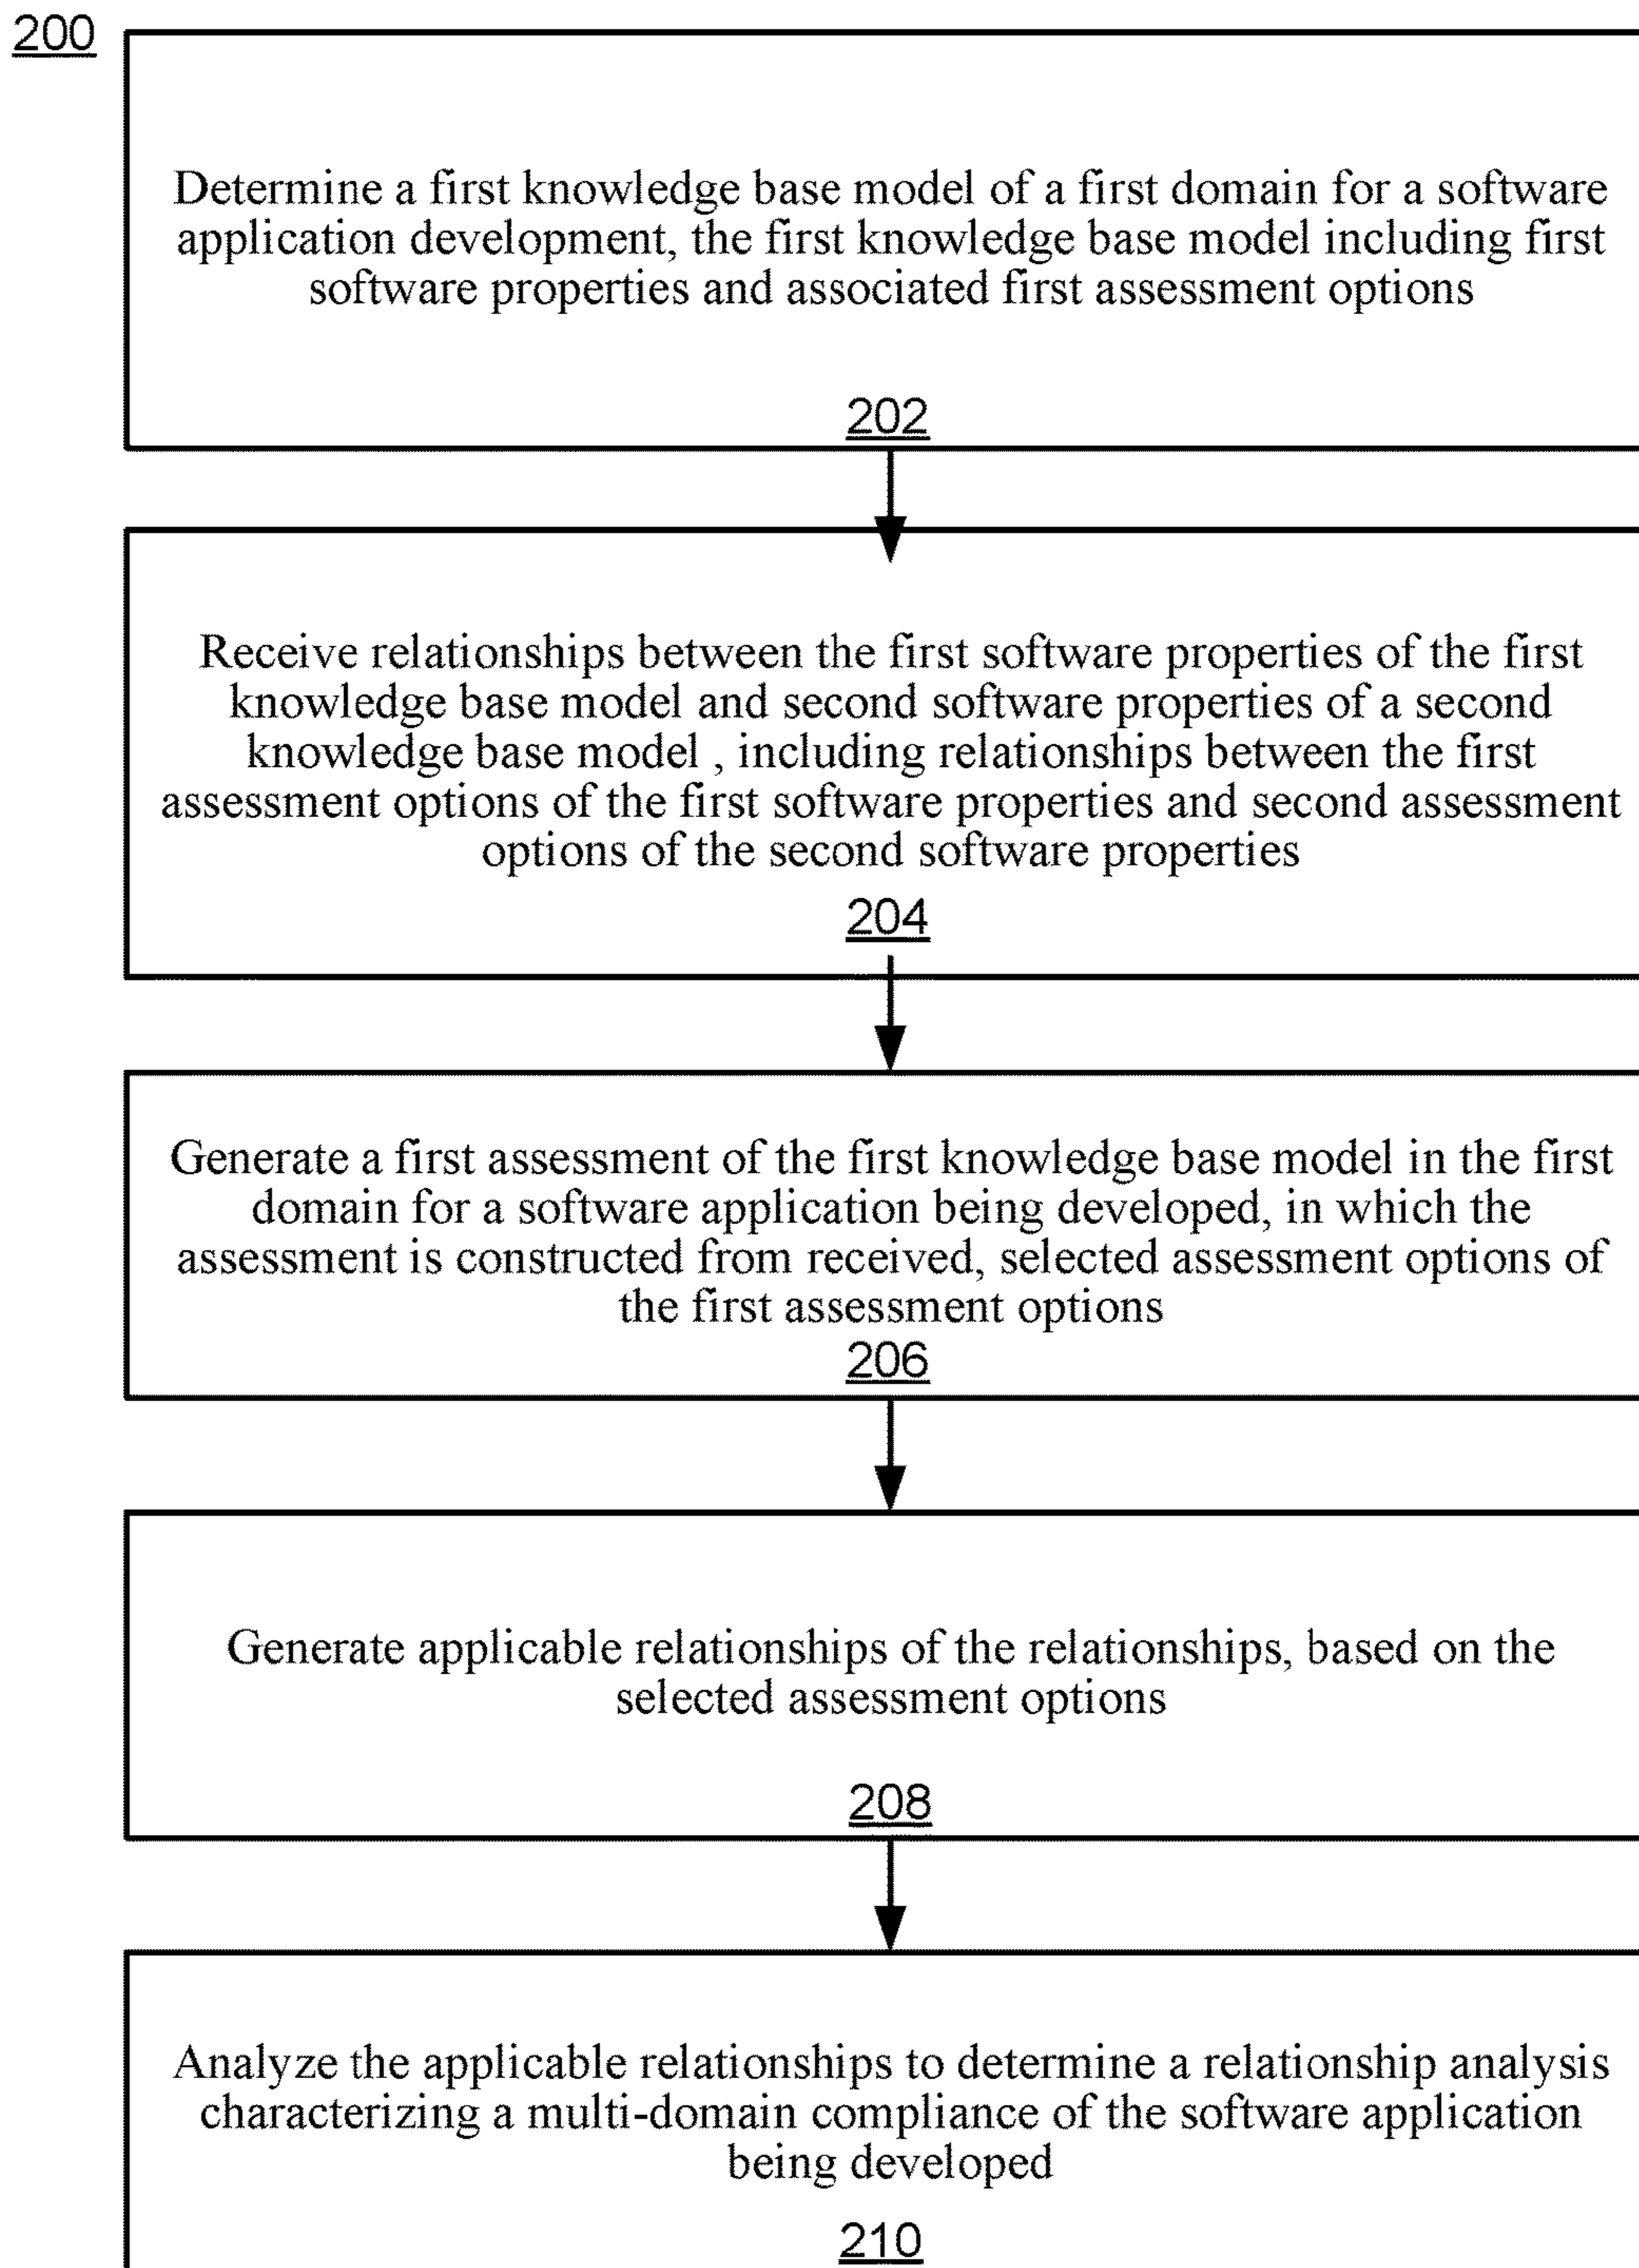 200
Determine a first knowledge base model of a first domain for a software
application development, the first knowledge base model including first
software properties and associated first assessment options
202
Receive relationships between the first software properties of the first
knowledge base model and second software properties of a second
knowledge base model , including relationships between the first
assessment options of the first software properties and second assessment
options of the second software properties
204
Generate a first assessment of the first knowledge base model in the first
domain for a software application being developed, in which the
assessment is constructed from received, selected assessment options of
the first assessment options
206
Generate applicable relationships of the relationships, based on the
selected assessment options
208
Analyze the applicable relationships to determine a relationship analysis
characterizing a multi-domain compliance of the software application
being developed
210